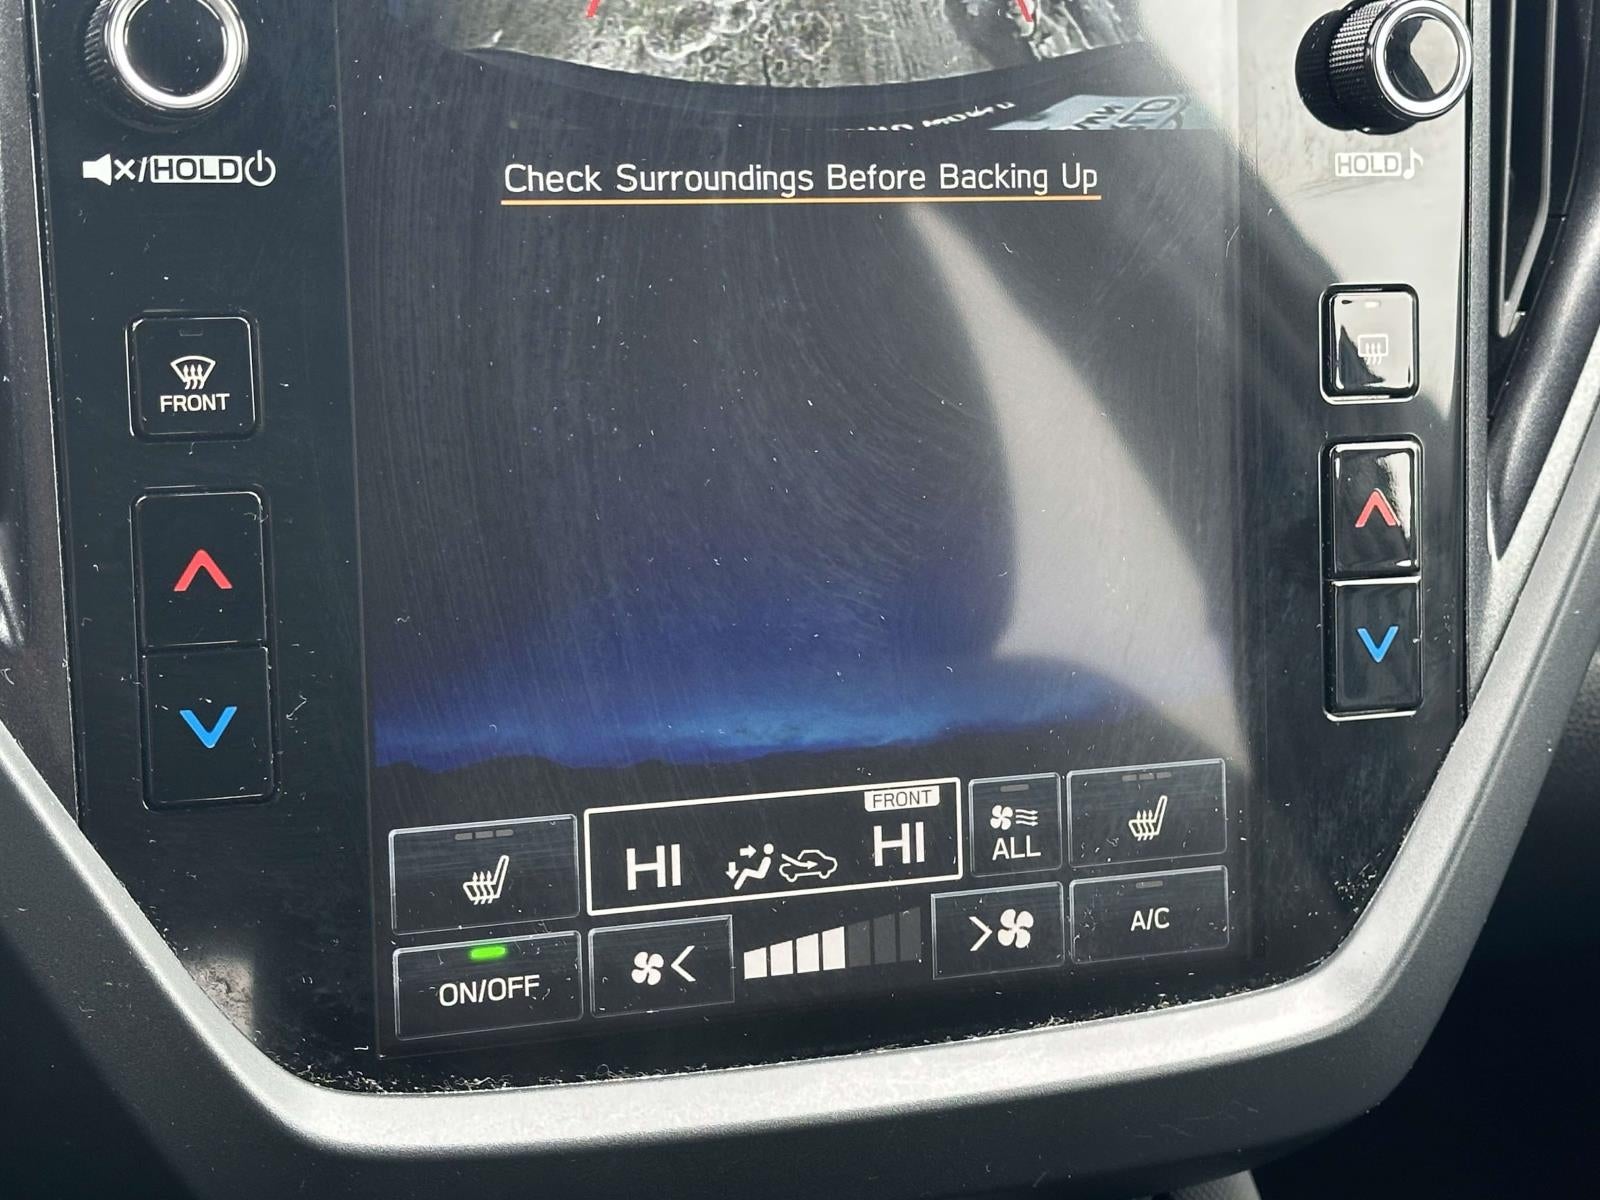 /HOLD
HOLD
Check Surroundings Before Backing Up
FRONT
FRONT
HI
HI
ALL
ON/OFF
A/C